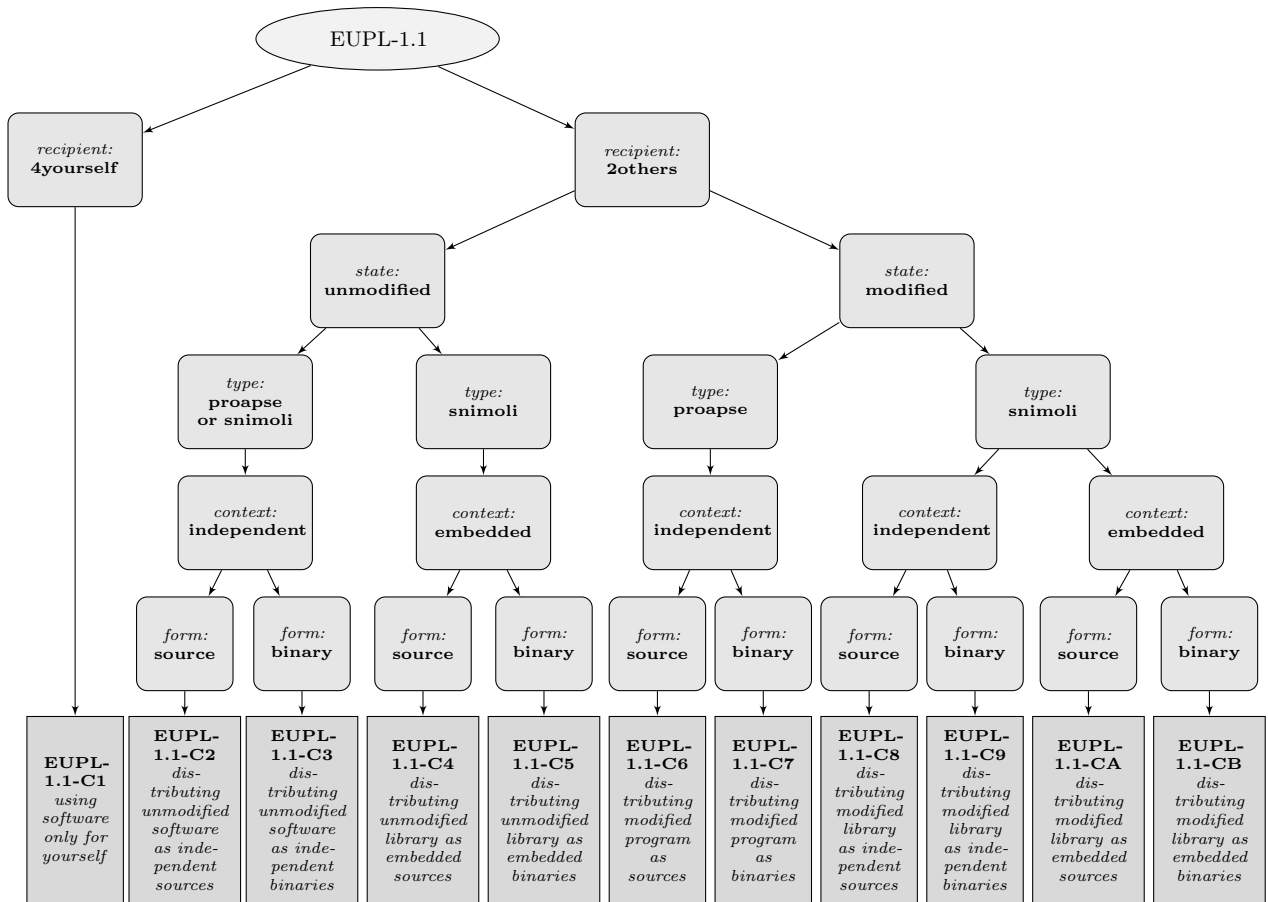 EUPL-1.1
recipient:
4yourself
recipient:
2others
state:
unmodified
state:
modified
type:
proapse
or snimoli
type:
snimoli
type:
proapse
type:
snimoli
context:
independent
context:
embedded
context:
independent
context:
independent
context:
embedded
form:
source
form:
binary
form:
source
form:
binary
form:
source
form:
binary
form:
source
form:
binary
form:
source
form:
binary
EUPL-
1.1-C1
using
software
only for
yourself
EUPL-
1.1-C2
dis-
tributing
unmodified
software
as inde-
pendent
sources
EUPL-
1.1-C3
dis-
tributing
unmodified
software
as inde-
pendent
binaries
EUPL-
1.1-C4
dis-
tributing
unmodified
library as
embedded
sources
EUPL-
1.1-C5
dis-
tributing
unmodified
library as
embedded
binaries
EUPL-
1.1-C6
dis-
tributing
modified
program
as
sources
EUPL-
1.1-C7
dis-
tributing
modified
program
as
binaries
EUPL-
1.1-C8
dis-
tributing
modified
library
as inde-
pendent
sources
EUPL-
1.1-C9
dis-
tributing
modified
library
as inde-
pendent
binaries
EUPL-
1.1-CA
dis-
tributing
modified
library as
embedded
sources
EUPL-
1.1-CB
dis-
tributing
modified
library as
embedded
binaries